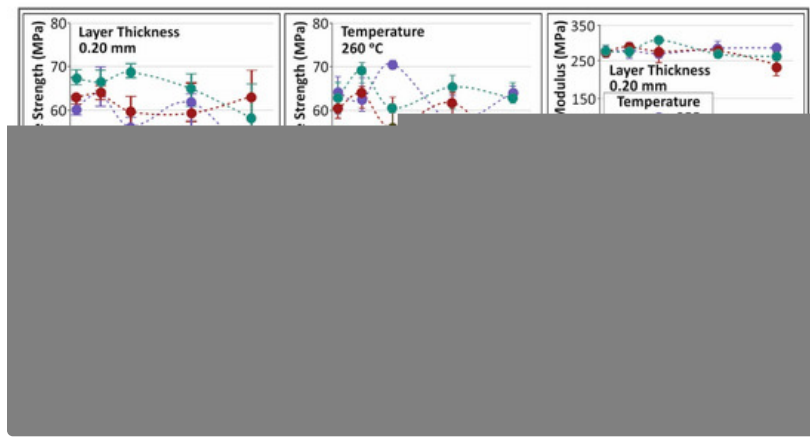 80
70
60
e Strength (MPa)
Layer Thickness
0.20 mm
80
70
60
e Strength (MPa)
Temperature
260 °C
350
250
150
Modulus (MPa)
Layer Thickness
0.20 mm
Temperature